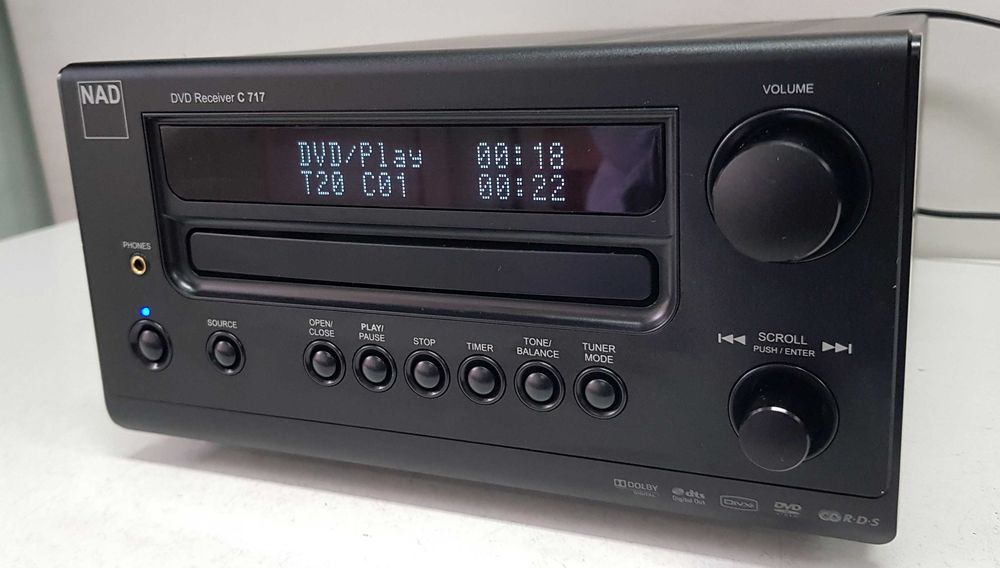 NAD
DVD Receiver C 717
DVD/Play 00:18
T20 C01 00:22
VOLUME
PHONES
SOURCE
OPEN/
CLOSE
PLAY/
PAUSE
STOP
TIMER
TONE/
BALANCE
TUNER
MODE
SCROLL
PUSH / ENTER
DOLBY
DIGITAL
dts
Digital Out
DIVX
DVD
R·D·S